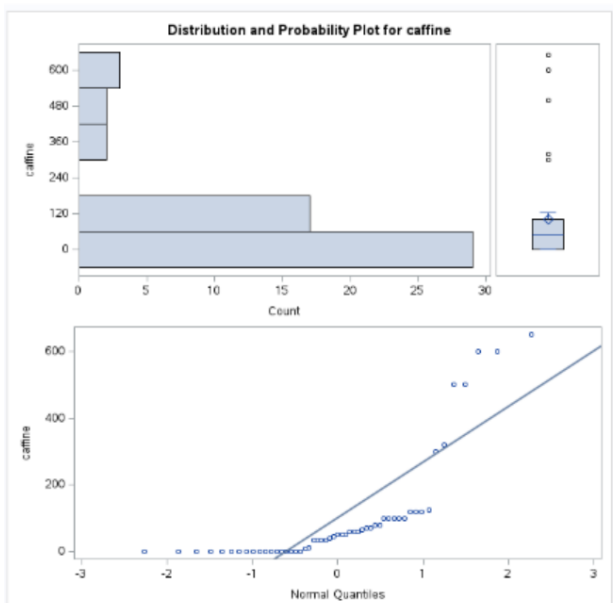 Distribution and Probability Plot for caffine
600
480
360
240
120
0
caffine
0 5 10 15 20 25 30
Count
600
400
200
0
caffine
-3 -2 -1 0 1 2 3
Normal Quantiles